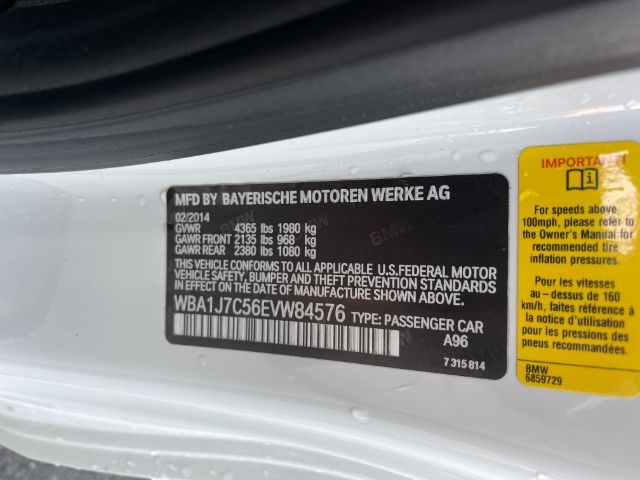 MFD BY BAYERISCHE MOTOREN WERKE AG
02/2014
GVWR 4365 lbs 1980 kg
GAWR FRONT 2135 lbs 968 kg
GAWR REAR 2380 lbs 1080 kg
THIS VEHICLE CONFORMS TO ALL APPLICABLE U.S.FEDERAL MOTOR
VEHICLE SAFETY, BUMPER AND THEFT PREVENTION STANDARDS
IN EFFECT ON THE DATE OF MANUFACTURE SHOWN ABOVE.
WBA1J7C56EVW84576 TYPE: PASSENGER CAR
A96
7 315 814
IMPORTANT!
For speeds above
100mph, please refer to
the Owner's Manual for
recommended tire
inflation pressures.
Pour les vitesses
au-dessus de 160
km/h, faites référence
à la notice d'utilisation
pour les pressions
pneus recommandées.
BMW
6859729